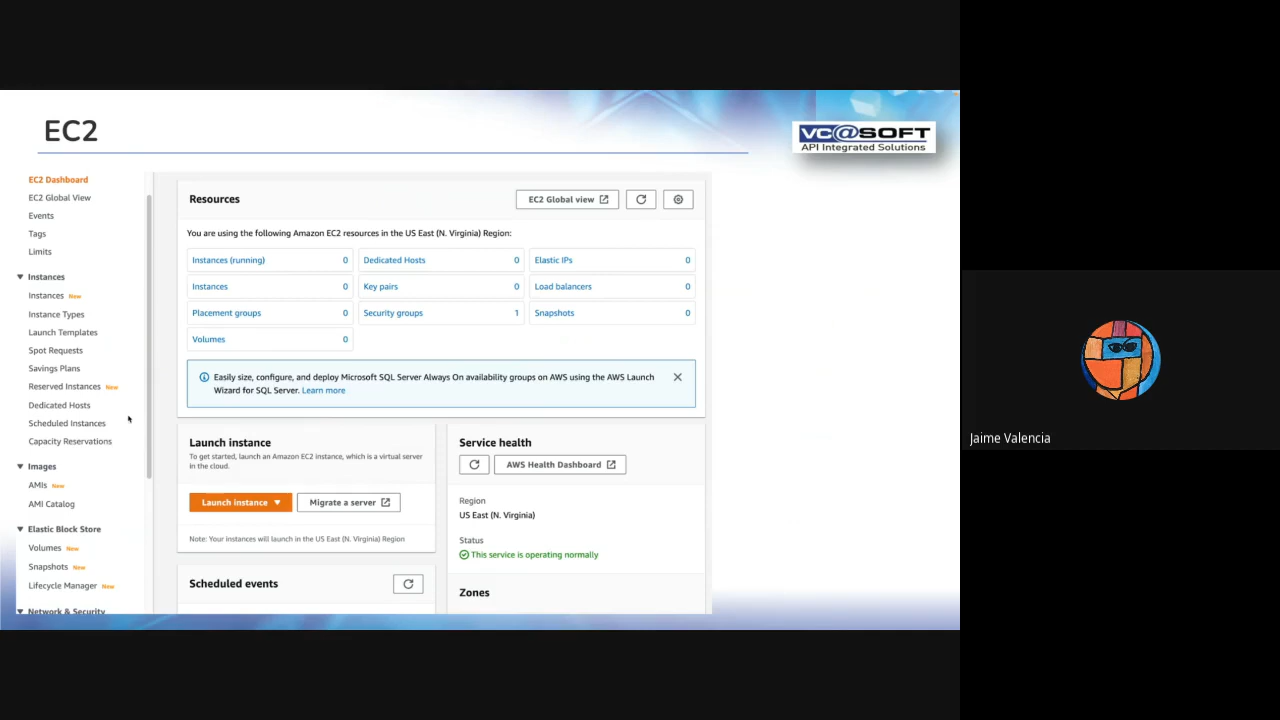 EC2
VC@SOFT
API Integrated Solutions
EC2 Dashboard
EC2 Global View
Events
Tags
Limits
Instances
Instances New
Instance Types
Launch Templates
Spot Requests
Savings Plans
Reserved Instances New
Dedicated Hosts
Scheduled Instances
Capacity Reservations
Images
AMIs New
AMI Catalog
Elastic Block Store
Volumes New
Snapshots New
Lifecycle Manager New
Network & Security
Resources
EC2 Global view
You are using the following Amazon EC2 resources in the US East (N. Virginia) Region:
Instances (running) 0 Dedicated Hosts 0 Elastic IPs 0
Instances 0 Key pairs 0 Load balancers 0
Placement groups 0 Security groups 1 Snapshots 0
Volumes 0
Easily size, configure, and deploy Microsoft SQL Server Always On availability groups on AWS using the AWS Launch
Wizard for SQL Server. Learn more
Launch instance
To get started, launch an Amazon EC2 instance, which is a virtual server
in the cloud.
Launch instance Migrate a server
Note: Your instances will launch in the US East (N. Virginia) Region
Scheduled events
Service health
AWS Health Dashboard
Region
US East (N. Virginia)
Status
This service is operating normally
Zones
Jaime Valencia